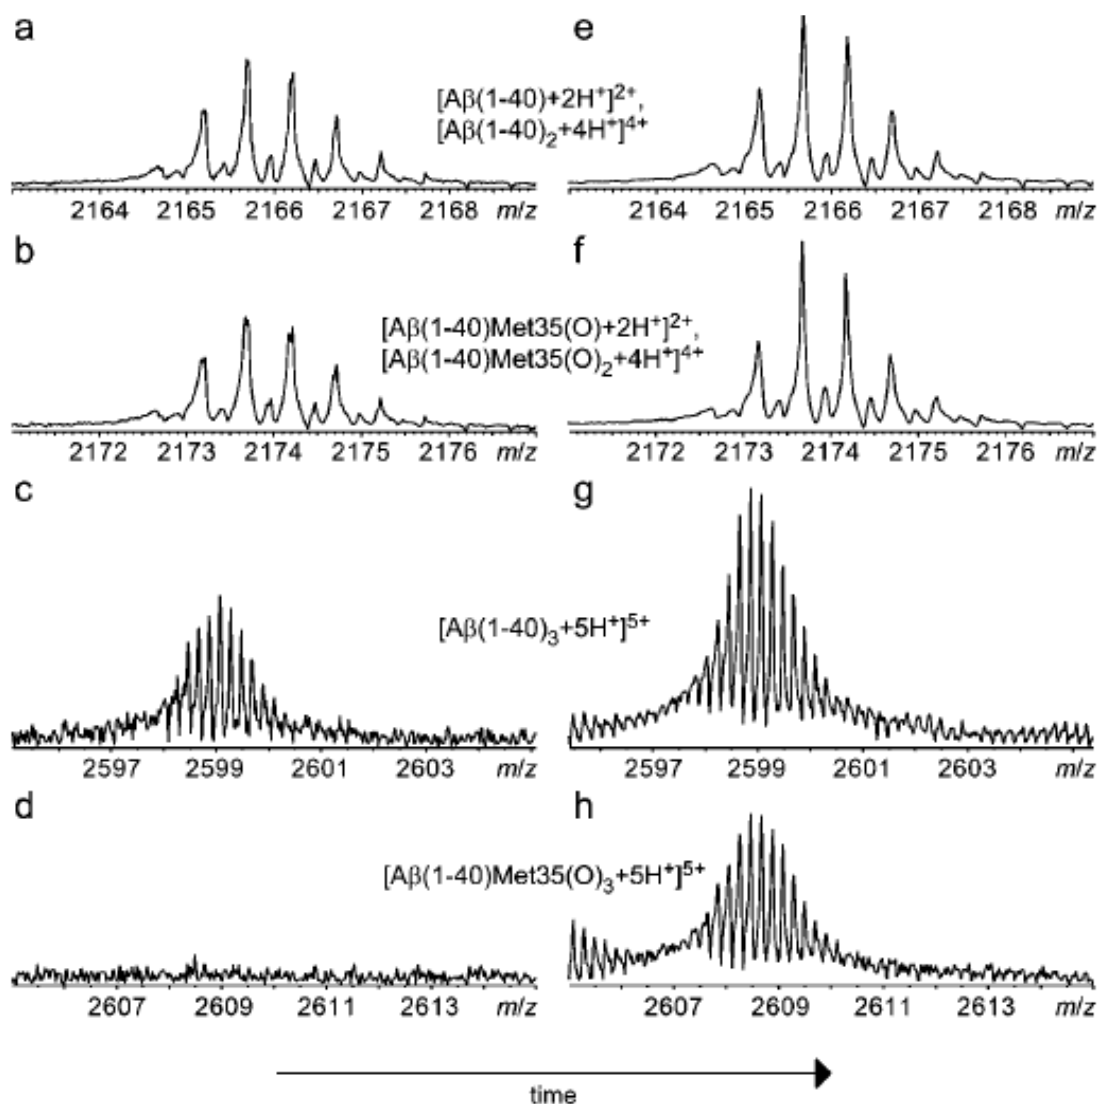 a
e
[Aβ(1-40)+2H⁺]²⁺,
[Aβ(1-40)₂+4H⁺]⁴⁺
2164 2165 2166 2167 2168 m/z
2164 2165 2166 2167 2168 m/z
b
f
[Aβ(1-40)Met35(O)+2H⁺]²⁺,
[Aβ(1-40)Met35(O)₂+4H⁺]⁴⁺
2172 2173 2174 2175 2176 m/z
2172 2173 2174 2175 2176 m/z
c
g
[Aβ(1-40)₃+5H⁺]⁵⁺
2597 2599 2601 2603 m/z
2597 2599 2601 2603 m/z
d
h
[Aβ(1-40)Met35(O)₃+5H⁺]⁵⁺
2607 2609 2611 2613 m/z
2607 2609 2611 2613 m/z
time